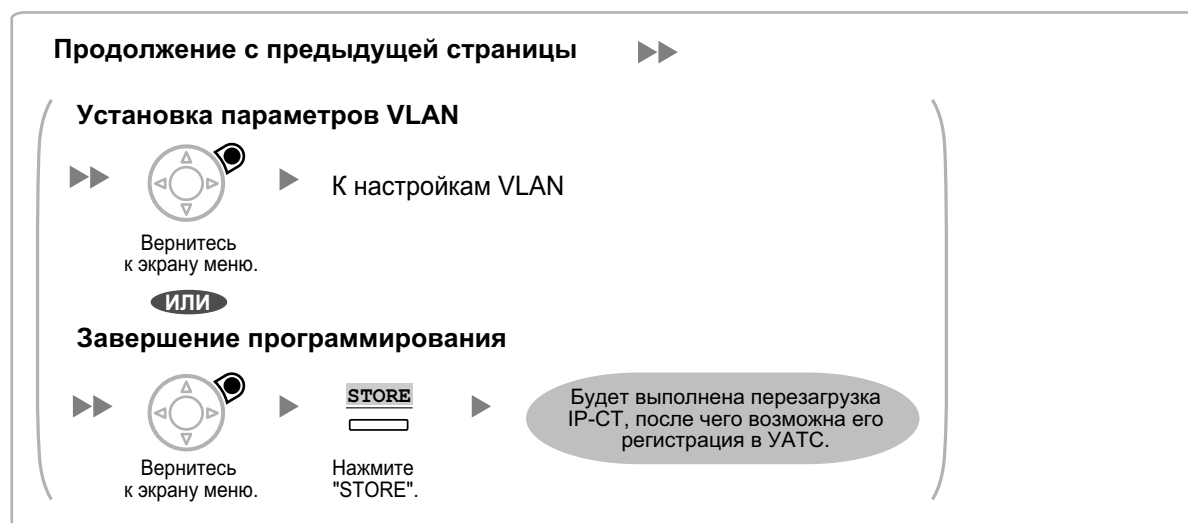 Продолжение с предыдущей страницы
Установка параметров VLAN
К настройкам VLAN
Вернитесь
к экрану меню.
ИЛИ
Завершение программирования
STORE
Будет выполнена перезагрузка
IP-СТ, после чего возможна его
регистрация в УАТС.
Вернитесь
к экрану меню.
Нажмите
"STORE".